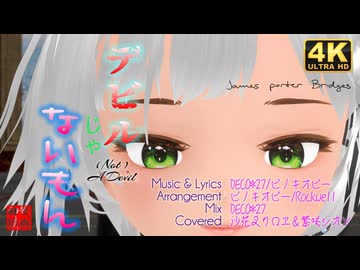 4K
ULTRA HD
James porter Bridges
デビル
じゃ
ないもん
(Not) A Devil
Music & Lyrics DECO*27/ピノキオピー
Arrangement ピノキオピー/Rockwell
Mix DECO*27
Covered 沙花叉クロヱ&紫咲シオン